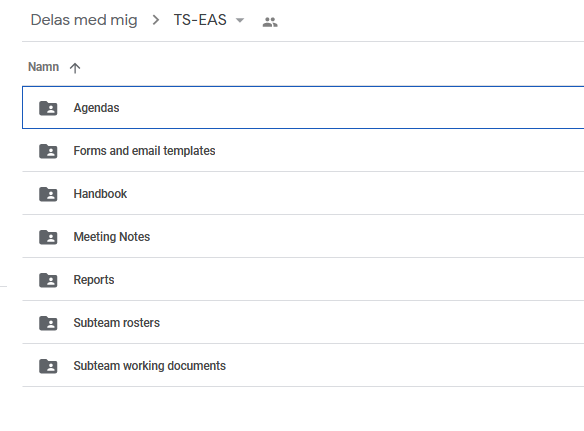 Delas med mig > TS-EAS
Namn
Agendas
Forms and email templates
Handbook
Meeting Notes
Reports
Subteam rosters
Subteam working documents